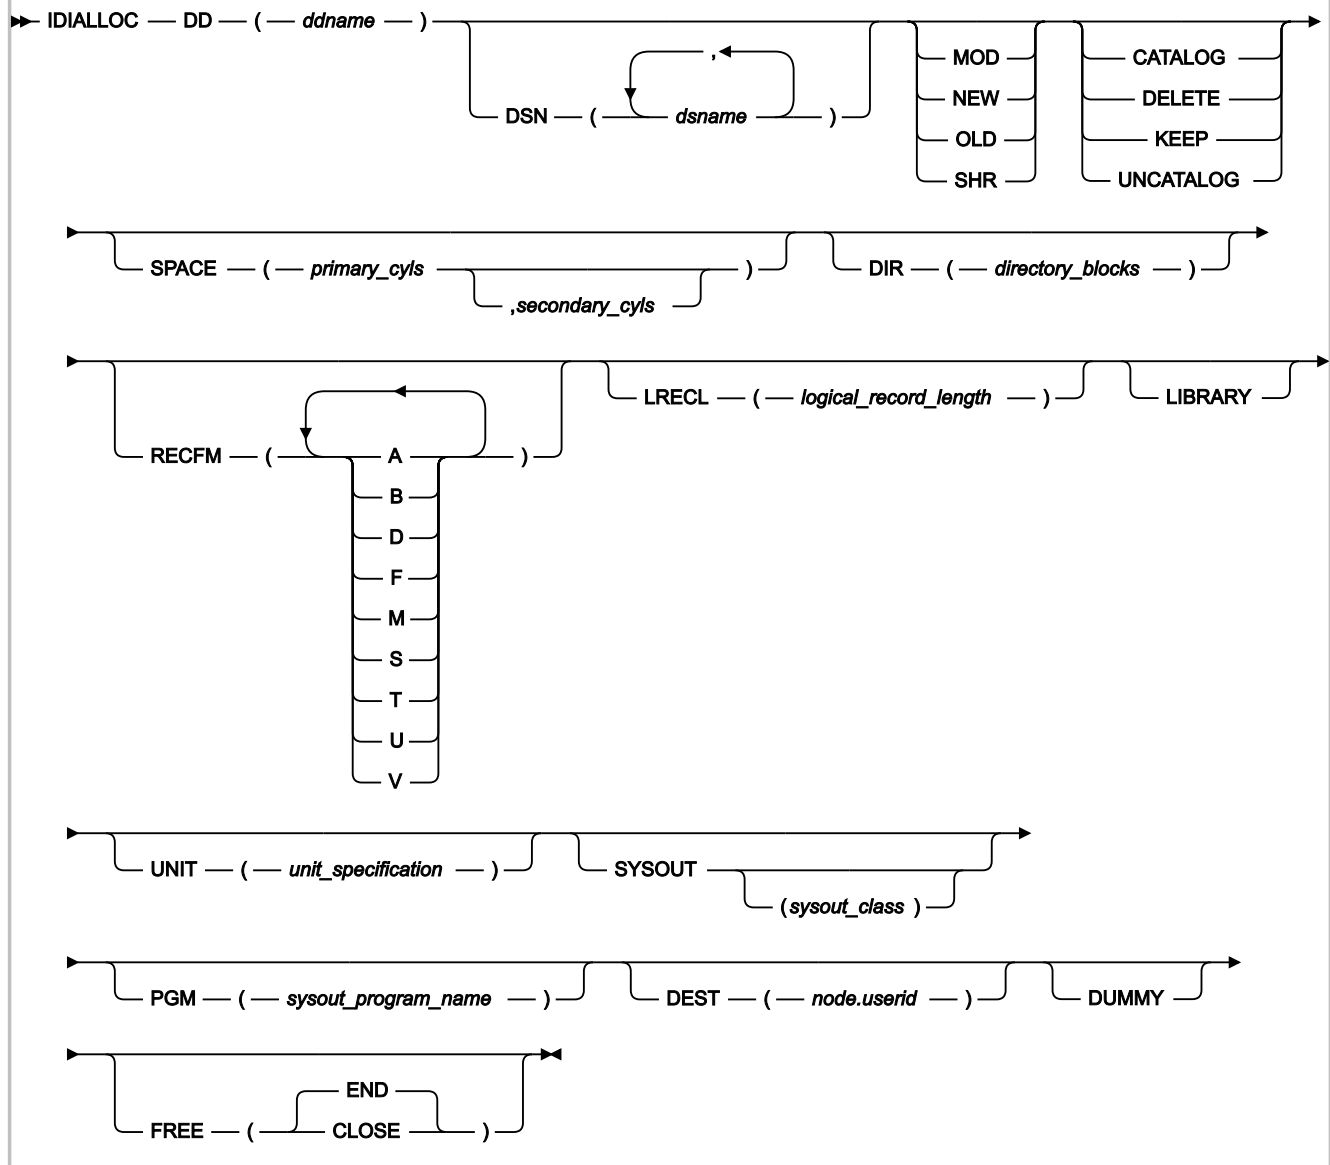 IDIALLOC DD ( ddname )
DSN ( dsname , )
MOD
NEW
OLD
SHR
CATALOG
DELETE
KEEP
UNCATALOG
SPACE ( primary_cyls ,secondary_cyls )
DIR ( directory_blocks )
RECFM ( A
B
D
F
M
S
T
U
V )
LRECL ( logical_record_length )
LIBRARY
UNIT ( unit_specification )
SYSOUT (sysout_class )
PGM ( sysout_program_name )
DEST ( node.userid )
DUMMY
FREE ( END
CLOSE )